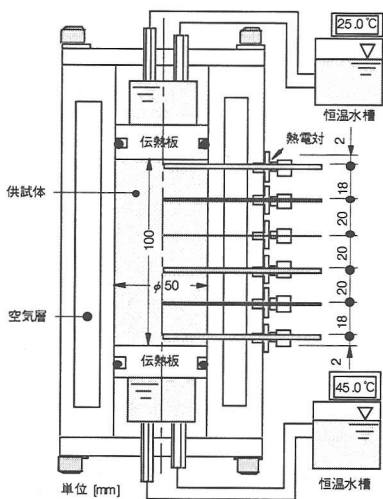 25.0℃
恒温水槽
熱電対
伝熱板
供試体
100
φ50
空気層
伝熱板
2
18
20
20
20
18
2
45.0℃
恒温水槽
単位 [mm]